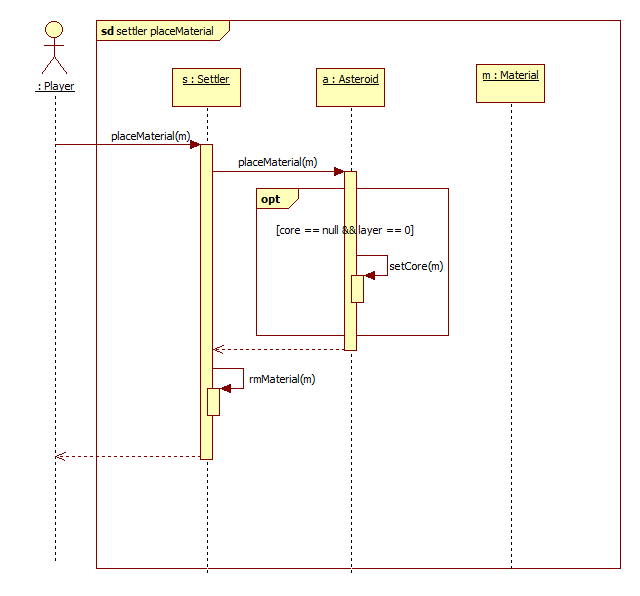 sd settler placeMaterial
: Player
s : Settler
a : Asteroid
m : Material
placeMaterial(m)
placeMaterial(m)
opt
[core == null && layer == 0]
setCore(m)
rmMaterial(m)